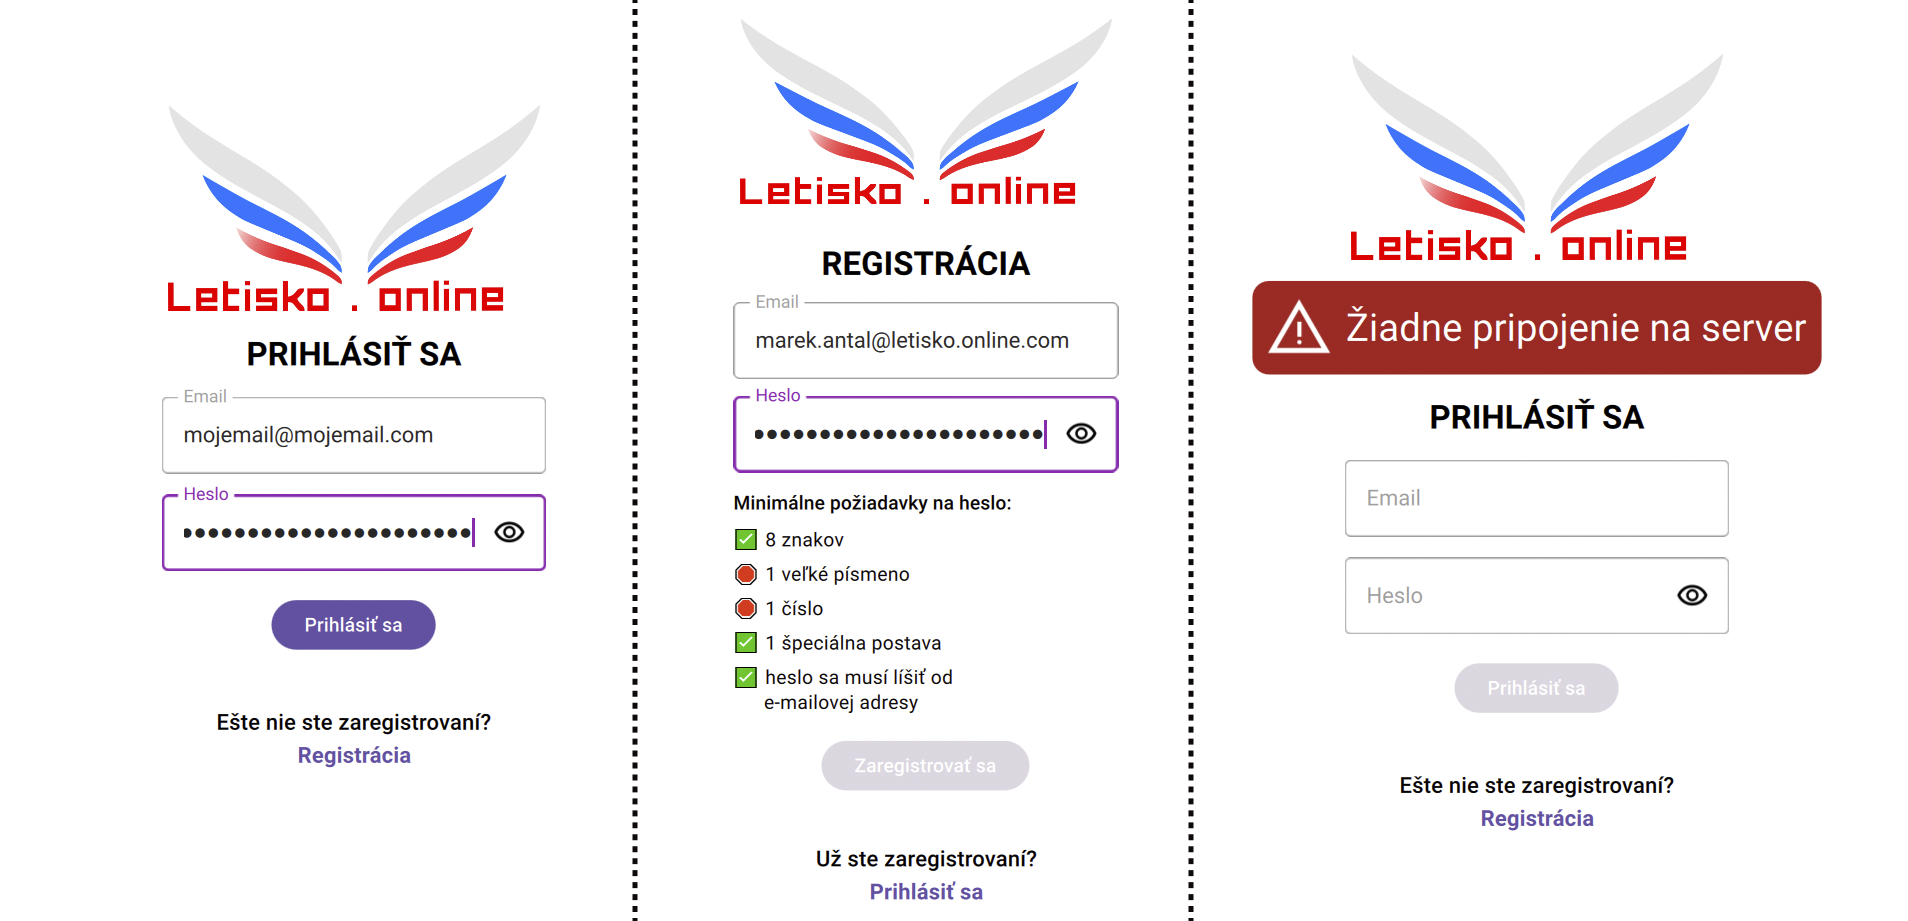 Letisko . online
PRIHLÁSIŤ SA
Email
mojemail@mojemail.com
Heslo
Prihlásiť sa
Ešte nie ste zaregistrovaní?
Registrácia
Letisko . online
REGISTRÁCIA
Email
marek.antal@letisko.online.com
Heslo
Minimálne požiadavky na heslo:
8 znakov
1 veľké písmeno
1 číslo
1 špeciálna postava
heslo sa musí líšiť od
e-mailovej adresy
Zaregistrovať sa
Už ste zaregistrovaní?
Prihlásiť sa
Letisko . online
Žiadne pripojenie na server
PRIHLÁSIŤ SA
Email
Heslo
Prihlásiť sa
Ešte nie ste zaregistrovaní?
Registrácia